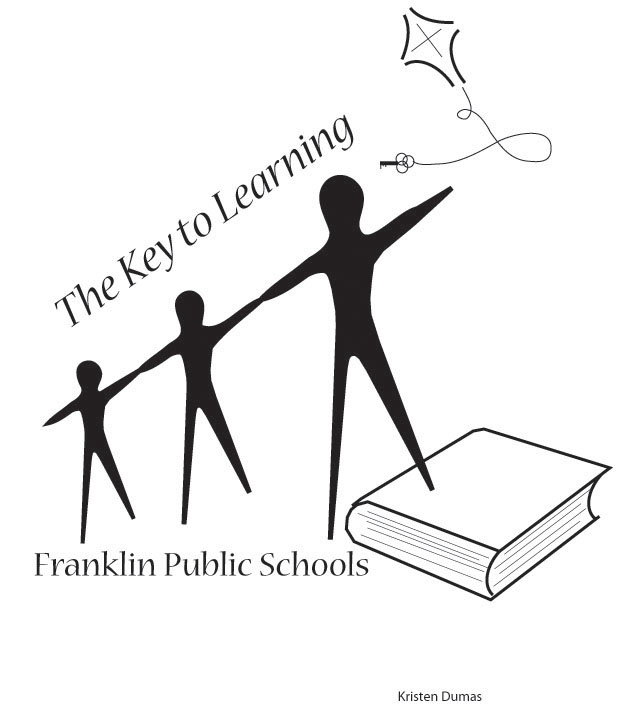 The Key to Learning
Franklin Public Schools
Kristen Dumas